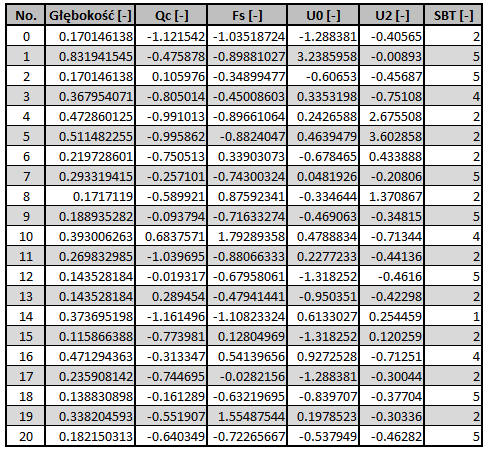 No. Głębokość [-] Qc [-] Fs [-] U0 [-] U2 [-] SBT [-]
0 0.170146138 -1.121542 -1.03518724 -1.288381 -0.40565 2
1 0.831941545 -0.475878 -0.89881027 3.2385958 -0.00893 5
2 0.170146138 0.105976 -0.34899477 -0.60653 -0.45687 5
3 0.367954071 -0.805014 -0.45008603 0.3353198 -0.75108 4
4 0.472860125 -0.991013 -0.89661064 0.2426588 2.675508 2
5 0.511482255 -0.995862 -0.8824047 0.4639479 3.602858 2
6 0.219728601 -0.750513 0.33903073 -0.678465 0.433888 2
7 0.293319415 -0.257101 -0.74300324 0.0481926 -0.20806 5
8 0.1717119 -0.589921 0.87592341 -0.334644 1.370867 2
9 0.188935282 -0.093794 -0.71633274 -0.469063 -0.34815 5
10 0.393006263 0.6837571 1.79289358 0.4788834 -0.71344 4
11 0.269832985 -1.039695 -0.88066333 0.2277233 -0.44136 2
12 0.143528184 -0.019317 -0.67958061 -1.318252 -0.4616 5
13 0.143528184 0.289454 -0.47941441 -0.950351 -0.42298 2
14 0.373695198 -1.161496 -1.10823324 0.6133027 0.254459 1
15 0.115866388 -0.773981 0.12804969 -1.318252 0.120259 2
16 0.471294363 -0.313347 0.54139656 0.9272528 -0.71251 4
17 0.235908142 -0.744695 -0.0282156 -1.288381 -0.30044 2
18 0.138830898 -0.161289 -0.63219695 -0.839707 -0.37704 5
19 0.338204593 -0.551907 1.55487544 0.1978523 -0.30336 2
20 0.182150313 -0.640349 -0.72265667 -0.537949 -0.46282 5